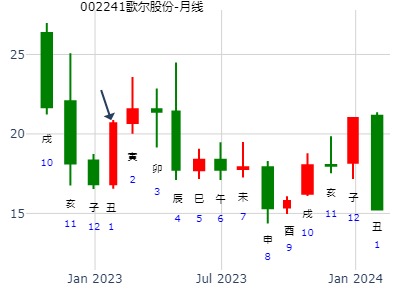 002241歌尔股份-月线
25
20
15
戌
10
亥
11
子
12
丑
1
寅
2
卯
3
辰
4
巳
5
午
6
未
7
申
8
酉
9
戌
10
亥
11
子
12
丑
1
Jan 2023
Jul 2023
Jan 2024